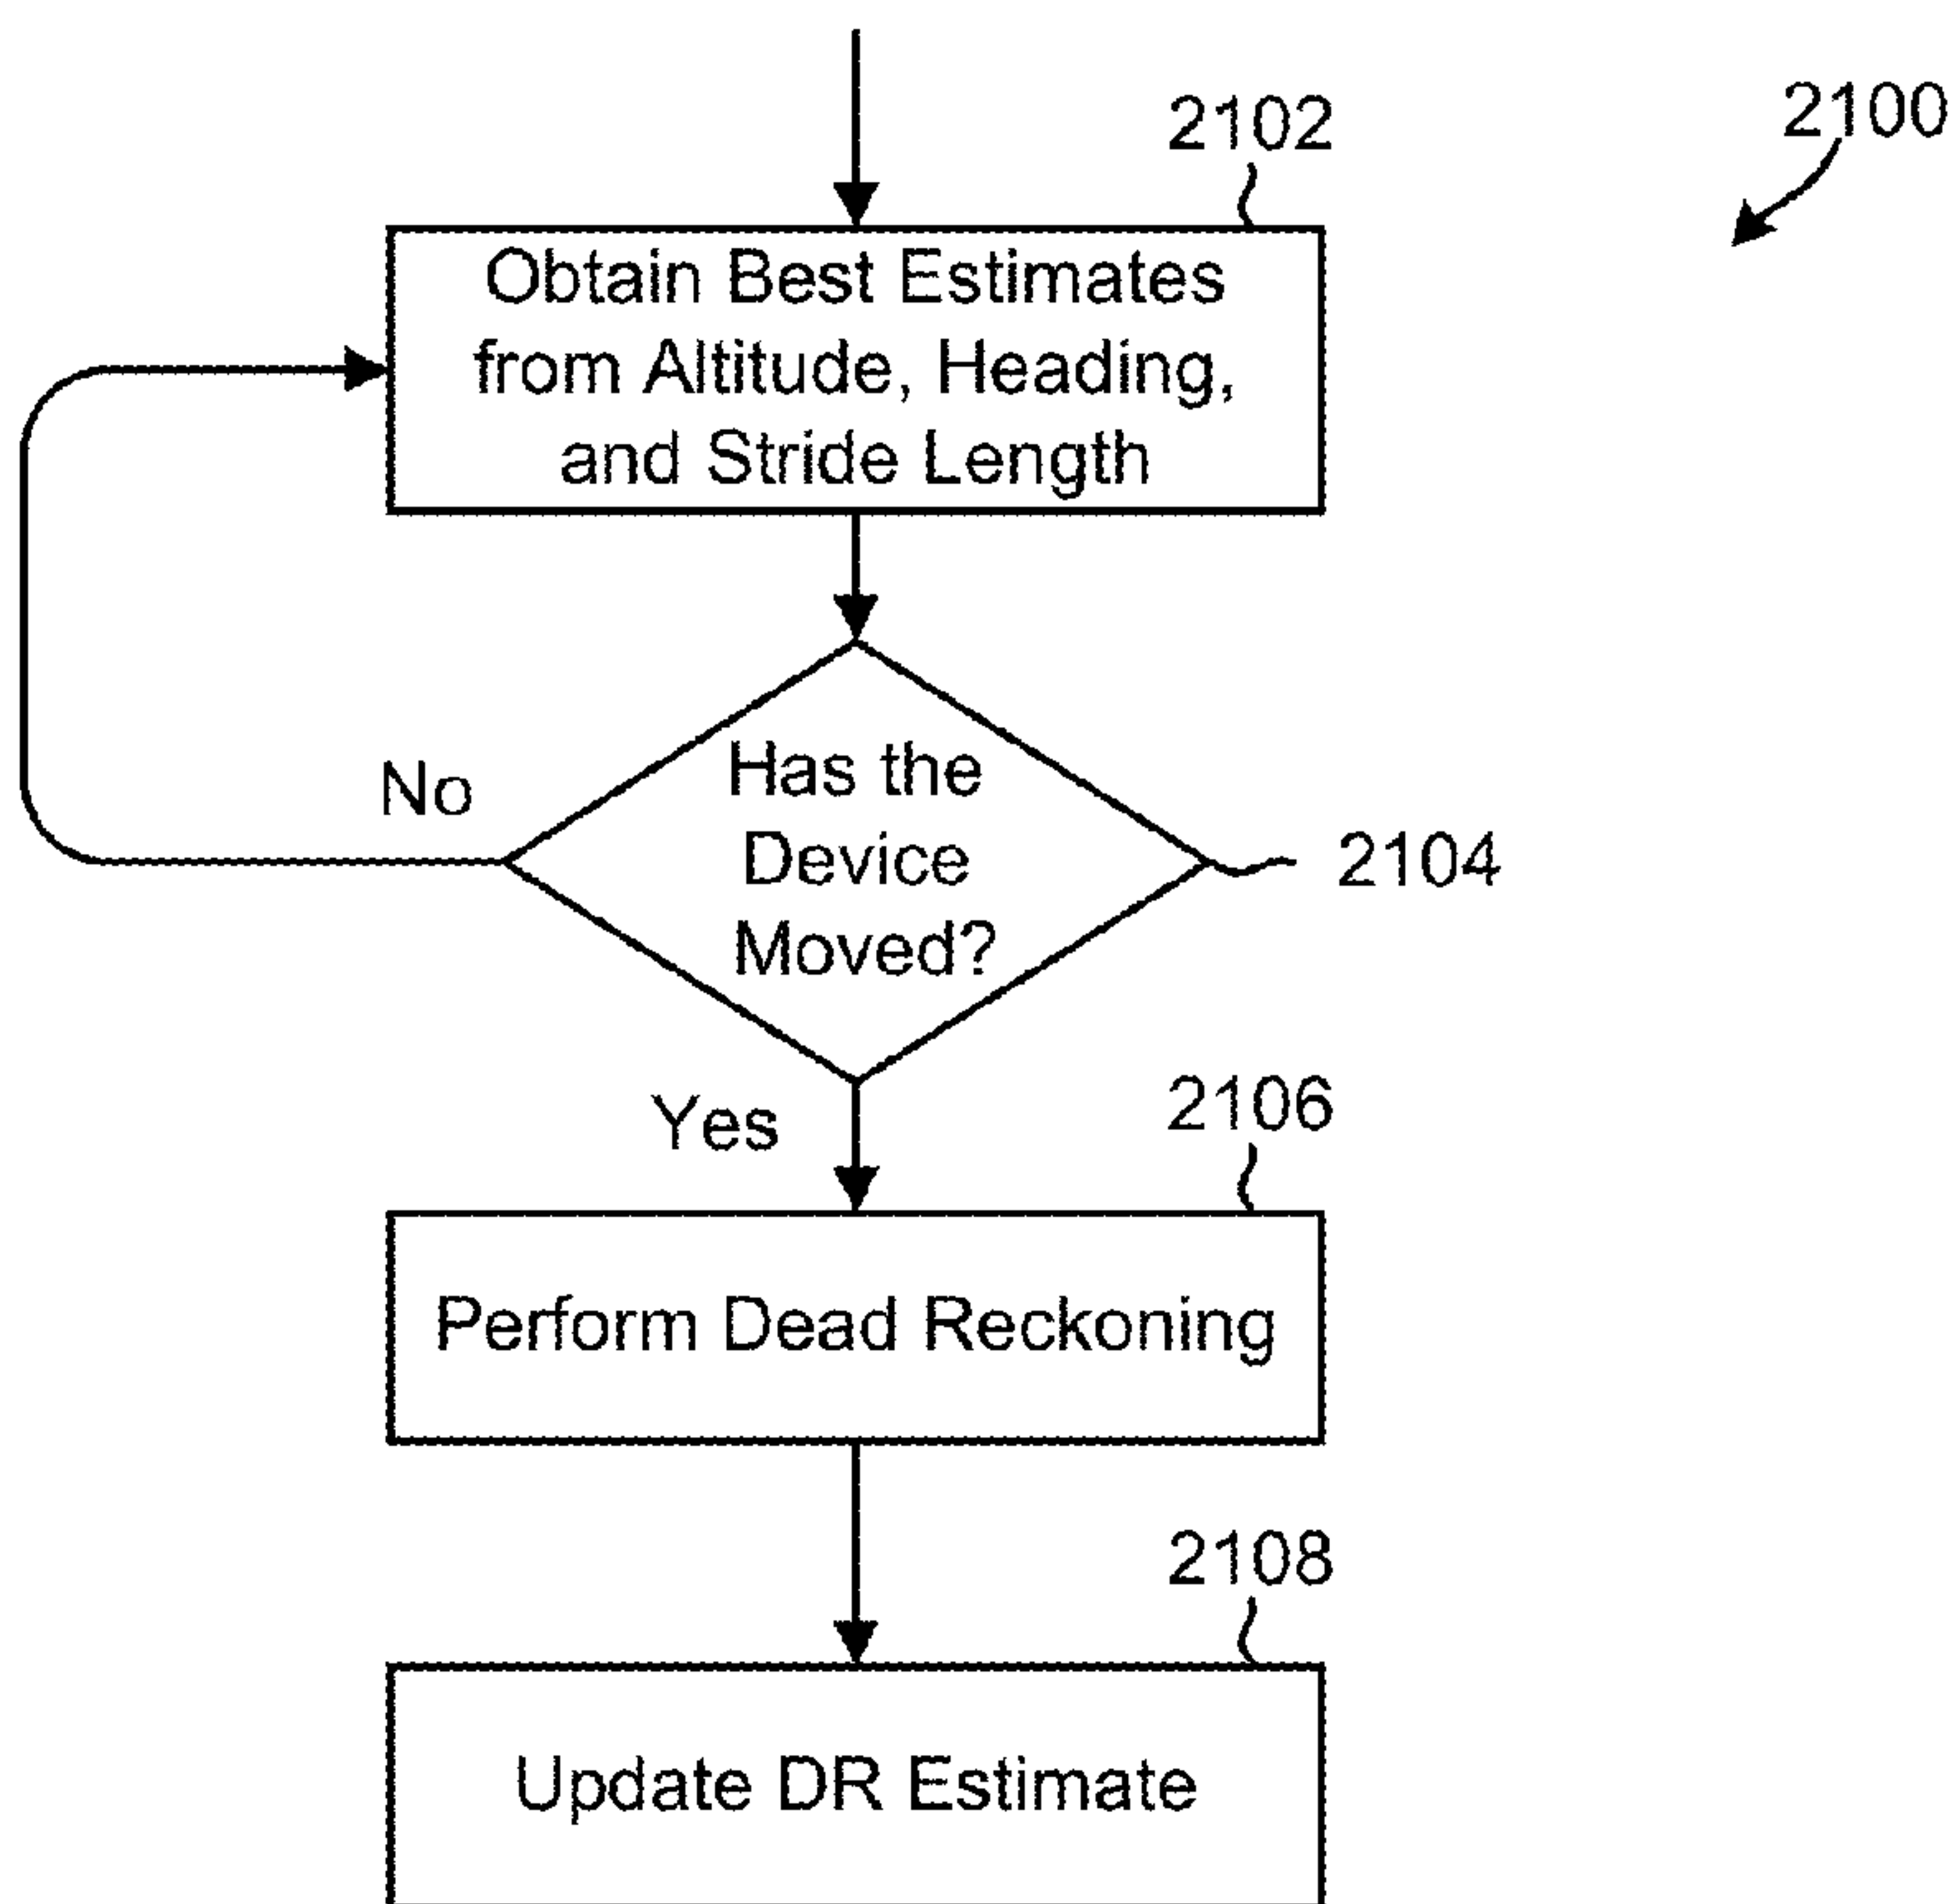 2100
2102
Obtain Best Estimates
from Altitude, Heading,
and Stride Length
No
Has the
Device
Moved?
2104
Yes
2106
Perform Dead Reckoning
2108
Update DR Estimate